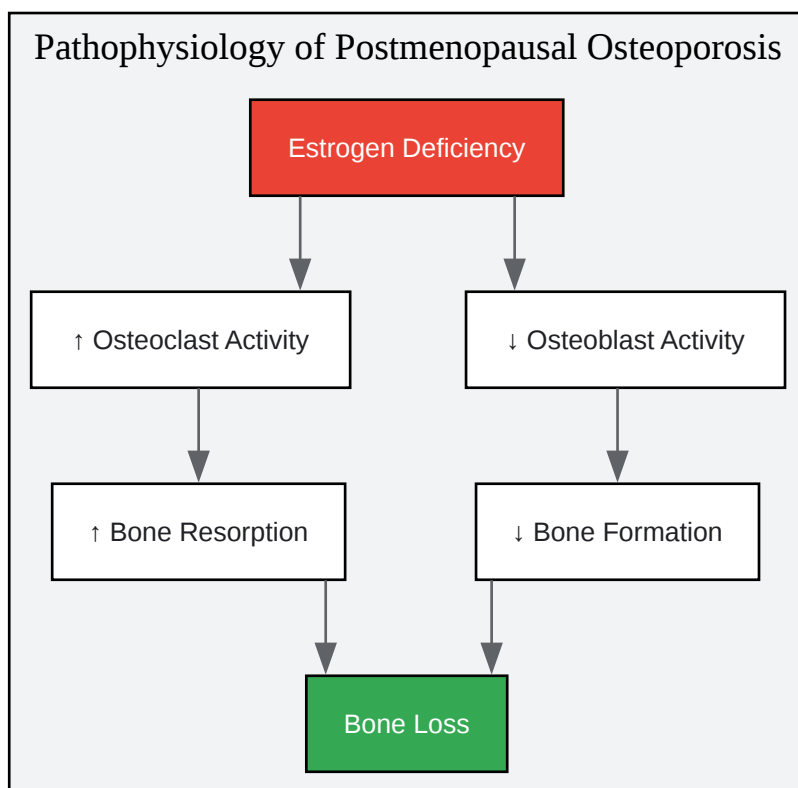 Pathophysiology of Postmenopausal Osteoporosis
Estrogen Deficiency
↑ Osteoclast Activity
↓ Osteoblast Activity
↑ Bone Resorption
↓ Bone Formation
Bone Loss